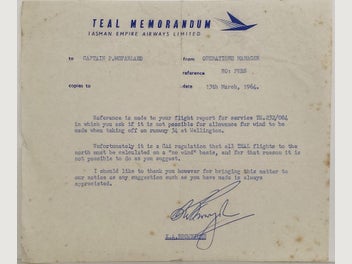 TEAL MEMORANDUM
TASMAN EMPIRE AIRWAYS LIMITED
to CAPTAIN P.MCFARLAND from OPERATIONS MANAGER
reference
copies to date 13th March, 1964.
Reference is made to your flight report for service TE.232/084
in which you ask if it is not possible for allowance for wind to be
made when taking off on runway 34 at Wellington.
Unfortunately it is a CAA regulation that all TEAL flights to the
north must be calculated on a "no wind" basis, and for that reason it is
not possible to do as you suggest.
I should like to thank you however for bringing this matter to
our notice as any suggestion such as you have made is always
appreciated.